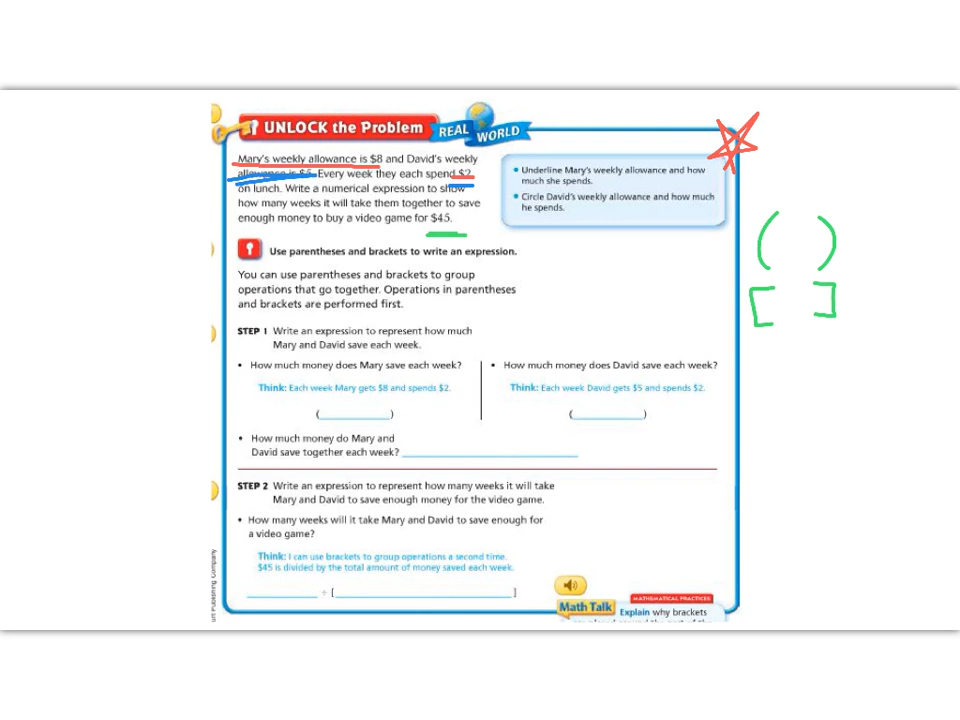 UNLOCK the Problem REAL WORLD
Mary's weekly allowance is $8 and David's weekly
allowance is $5. Every week they each spend $2
on lunch. Write a numerical expression to show
how many weeks it will take them together to save
enough money to buy a video game for $45.
• Underline Mary's weekly allowance and how
much she spends.
• Circle David's weekly allowance and how much
he spends.
( )
[ ]
Use parentheses and brackets to write an expression.
You can use parentheses and brackets to group
operations that go together. Operations in parentheses
and brackets are performed first.
STEP 1 Write an expression to represent how much
Mary and David save each week.
• How much money does Mary save each week?
Think: Each week Mary gets $8 and spends $2.
(__________)
• How much money does David save each week?
Think: Each week David gets $5 and spends $2.
(__________)
• How much money do Mary and
David save together each week? __________
STEP 2 Write an expression to represent how many weeks it will take
Mary and David to save enough money for the video game.
• How many weeks will it take Mary and David to save enough for
a video game?
Think: I can use brackets to group operations a second time.
$45 is divided by the total amount of money saved each week.
__________ ÷ [__________]
Math Talk
MATHEMATICAL PRACTICES
Explain why brackets
Publishing Company